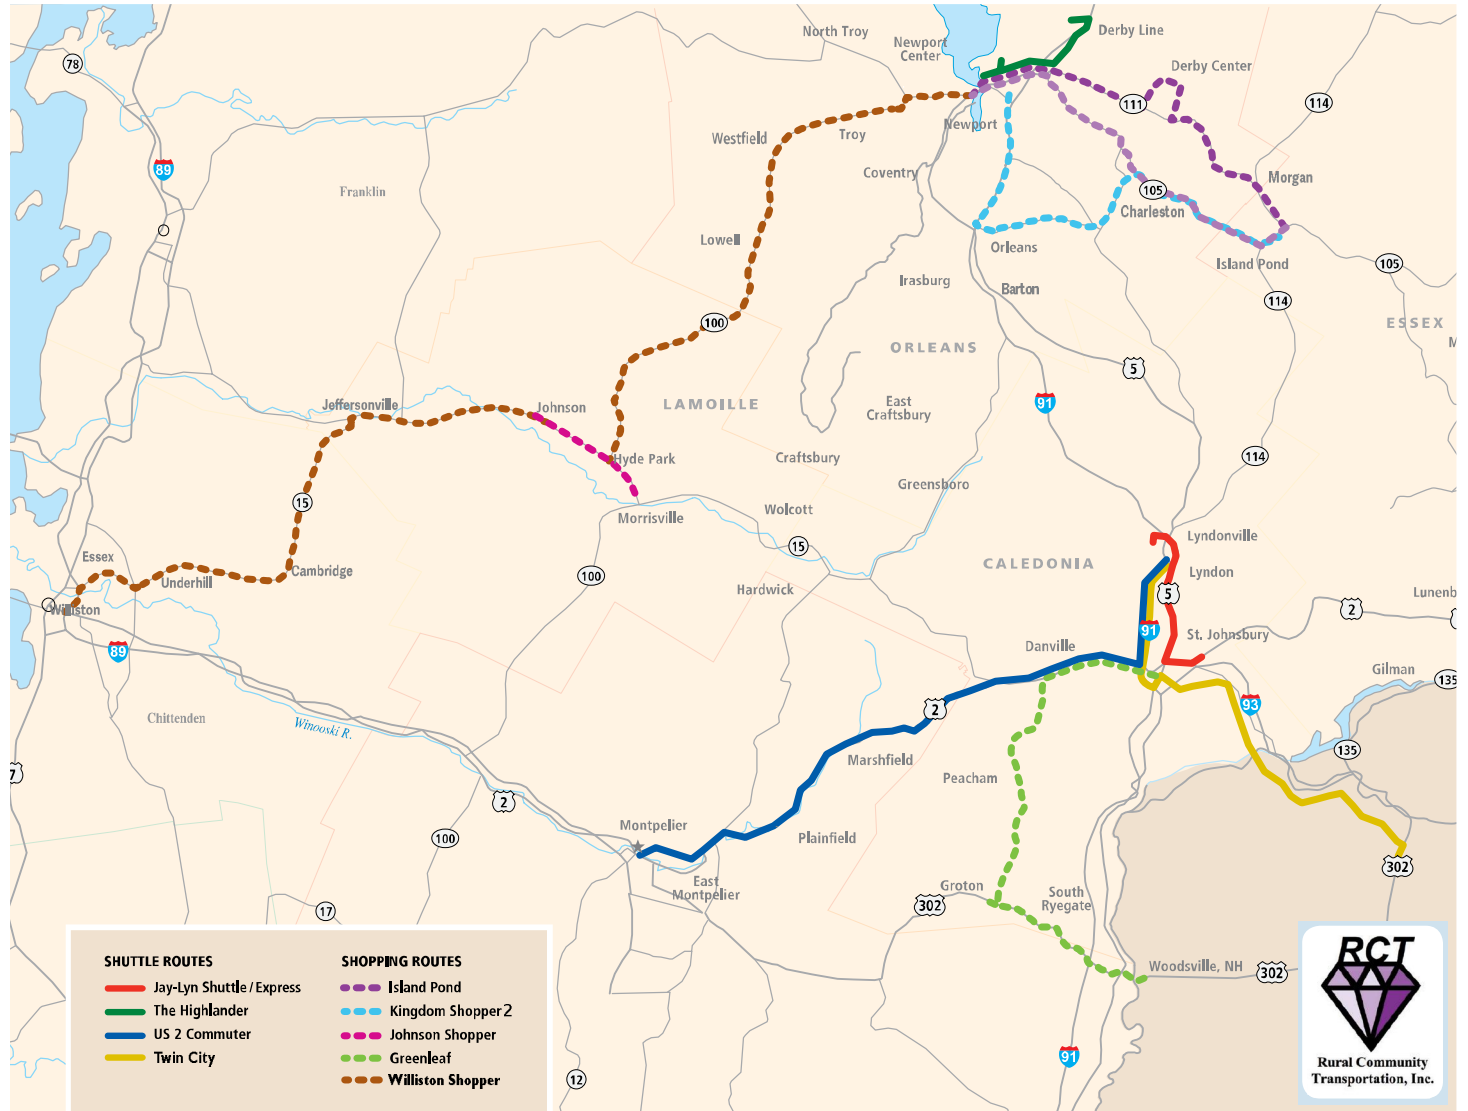 North Troy
Newport
Center
Derby Line
78
Derby Center
111
114
Newport
Westfield
Troy
89
Coventry
Morgan
Franklin
105
Charleston
Lowell
Orleans
Island Pond
105
Irasburg
Barton
114
100
ESSEX
ORLEANS
5
Jeffersonville
Johnson
LAMOILLE
East
Craftsbury
91
Hyde Park
Craftsbury
114
Greensboro
15
Wolcott
Morrisville
Lyndonville
15
Essex
Underhill
Cambridge
CALEDONIA
Lyndon
100
Hardwick
5
Williston
2
91
St. Johnsbury
89
Danville
Gilman
135
93
Chittenden
Winooski R.
2
135
Marshfield
7
Peacham
2
Montpelier
100
Plainfield
302
East
Montpelier
Groton
South
Ryegate
302
17
Woodsville, NH
302
91
12
SHUTTLE ROUTES
Jay-Lyn Shuttle/Express
The Highlander
US 2 Commuter
Twin City
SHOPPING ROUTES
Island Pond
Kingdom Shopper 2
Johnson Shopper
Greenleaf
Williston Shopper
RCT
Rural Community
Transportation, Inc.